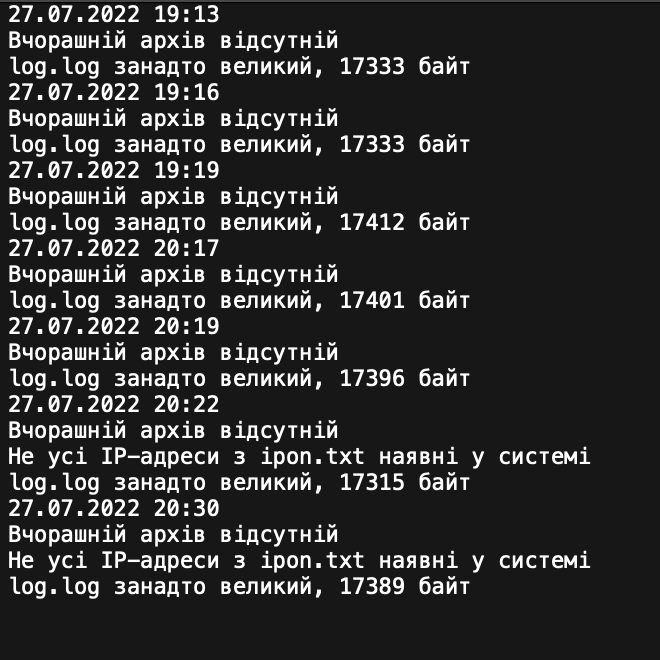 27.07.2022 19:13
Вчорашній архів відсутній
log.log занадто великий, 17333 байт
27.07.2022 19:16
Вчорашній архів відсутній
log.log занадто великий, 17333 байт
27.07.2022 19:19
Вчорашній архів відсутній
log.log занадто великий, 17412 байт
27.07.2022 20:17
Вчорашній архів відсутній
log.log занадто великий, 17401 байт
27.07.2022 20:19
Вчорашній архів відсутній
log.log занадто великий, 17396 байт
27.07.2022 20:22
Вчорашній архів відсутній
Не усі IP-адреси з ipon.txt наявні у системі
log.log занадто великий, 17315 байт
27.07.2022 20:30
Вчорашній архів відсутній
Не усі IP-адреси з ipon.txt наявні у системі
log.log занадто великий, 17389 байт